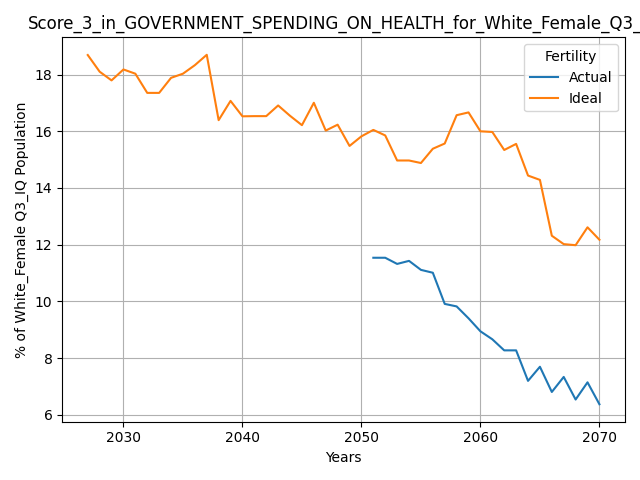 Score_3_in_GOVERNMENT_SPENDING_ON_HEALTH_for_White_Female_Q3_
Fertility
Actual
Ideal
% of White_Female Q3_IQ Population
18
16
14
12
10
8
6
2030 2040 2050 2060 2070
Years